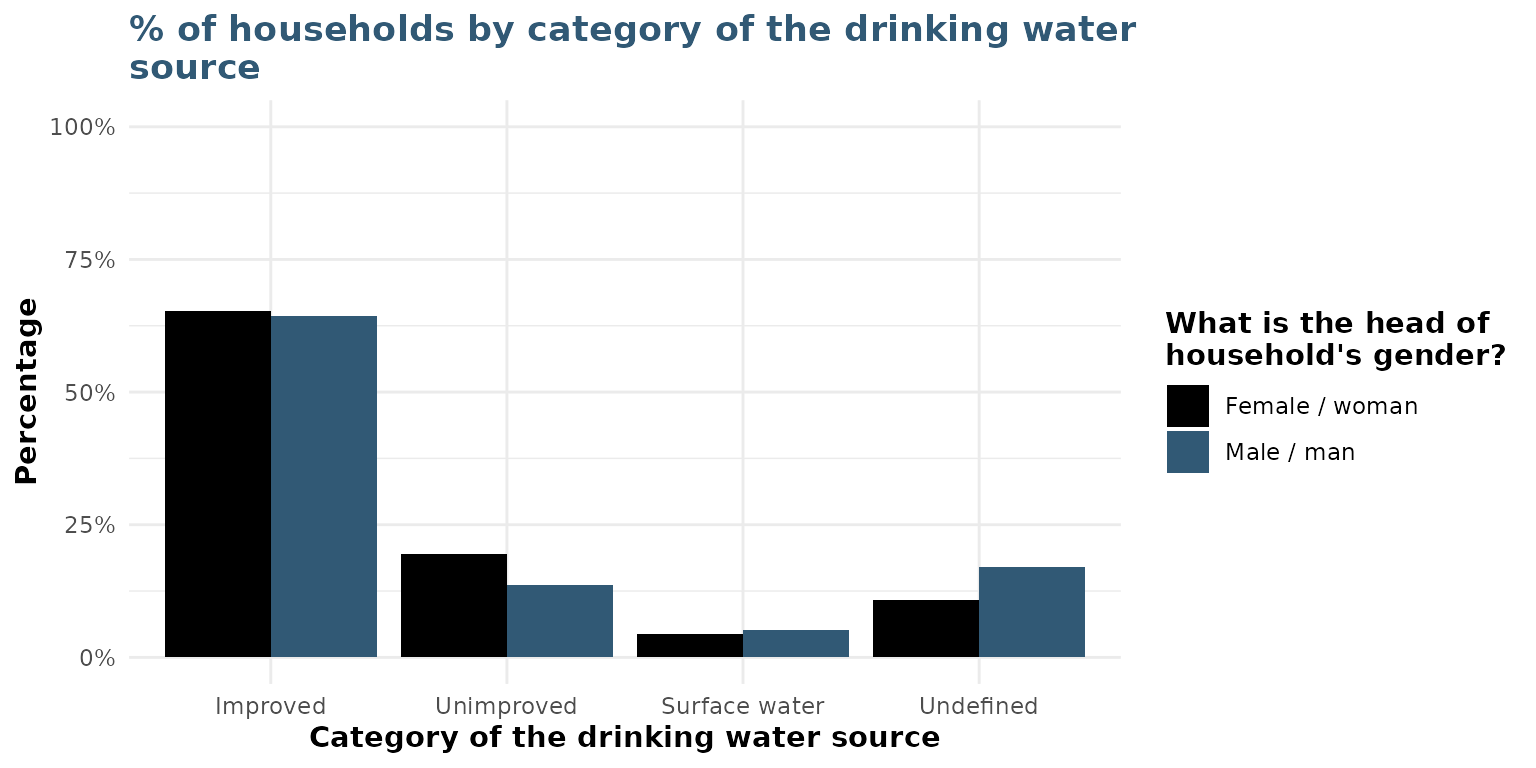 % of households by category of the drinking water
source
100%
75%
50%
25%
0%
Percentage
Improved
Unimproved
Surface water
Undefined
Category of the drinking water source
What is the head of
household's gender?
Female / woman
Male / man